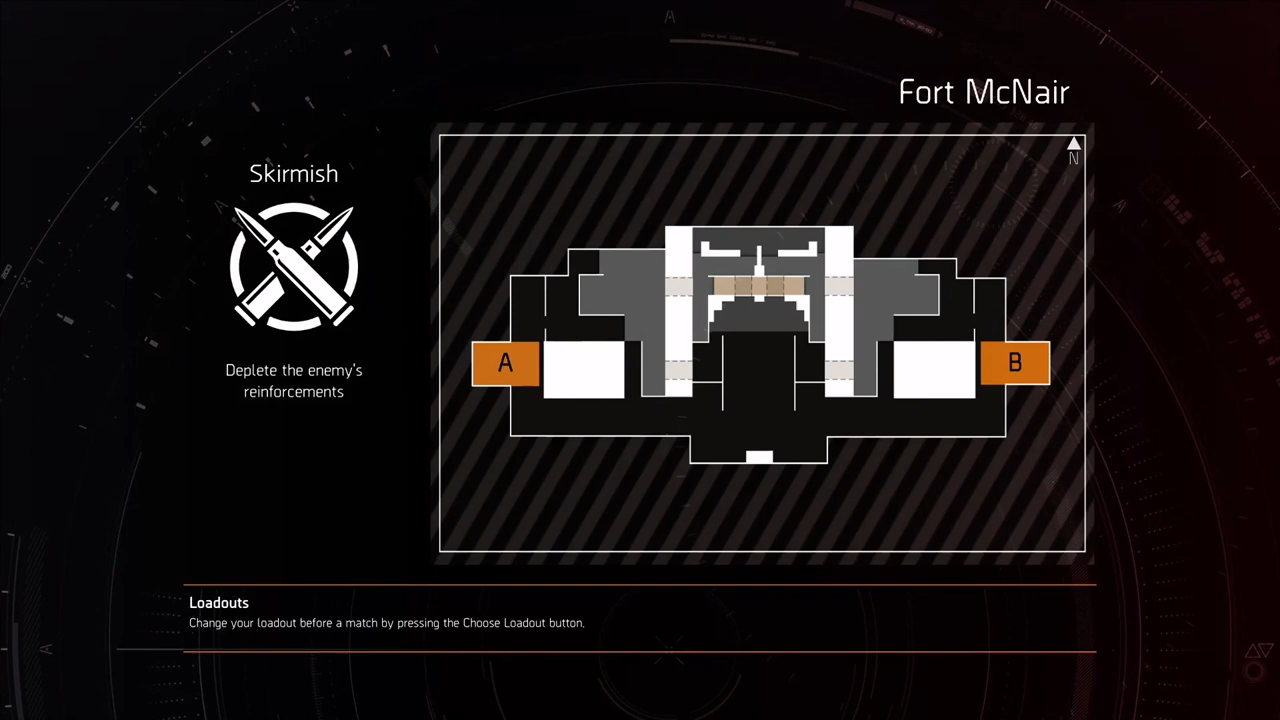 Fort McNair
N
Skirmish
Deplete the enemy's
reinforcements
A
B
Loadouts
Change your loadout before a match by pressing the Choose Loadout button.